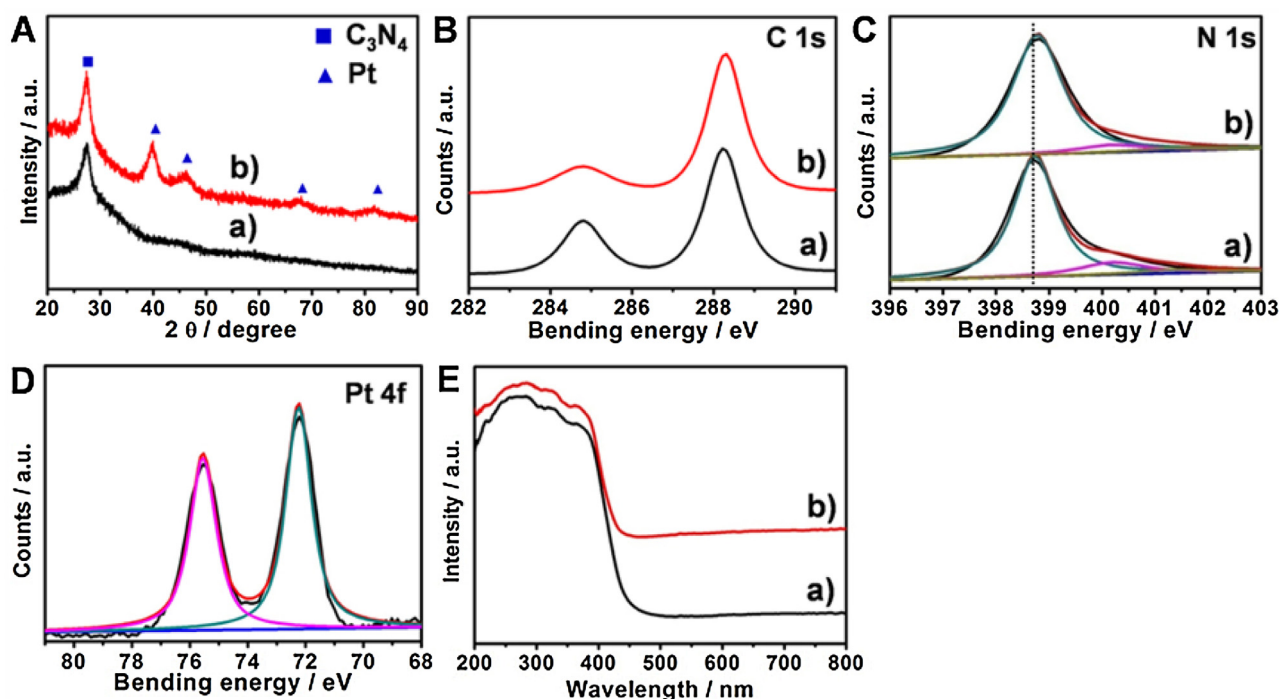 A
■ C₃N₄
▲ Pt
b)
a)
Intensity / a.u.
20 30 40 50 60 70 80 90
2 θ / degree
B
C 1s
b)
a)
Counts / a.u.
282 284 286 288 290
Bending energy / eV
C
N 1s
b)
a)
Counts / a.u.
396 397 398 399 400 401 402 403
Bending energy / eV
D
Pt 4f
Counts / a.u.
80 78 76 74 72 70 68
Bending energy / eV
E
b)
a)
Intensity / a.u.
200 300 400 500 600 700 800
Wavelength / nm